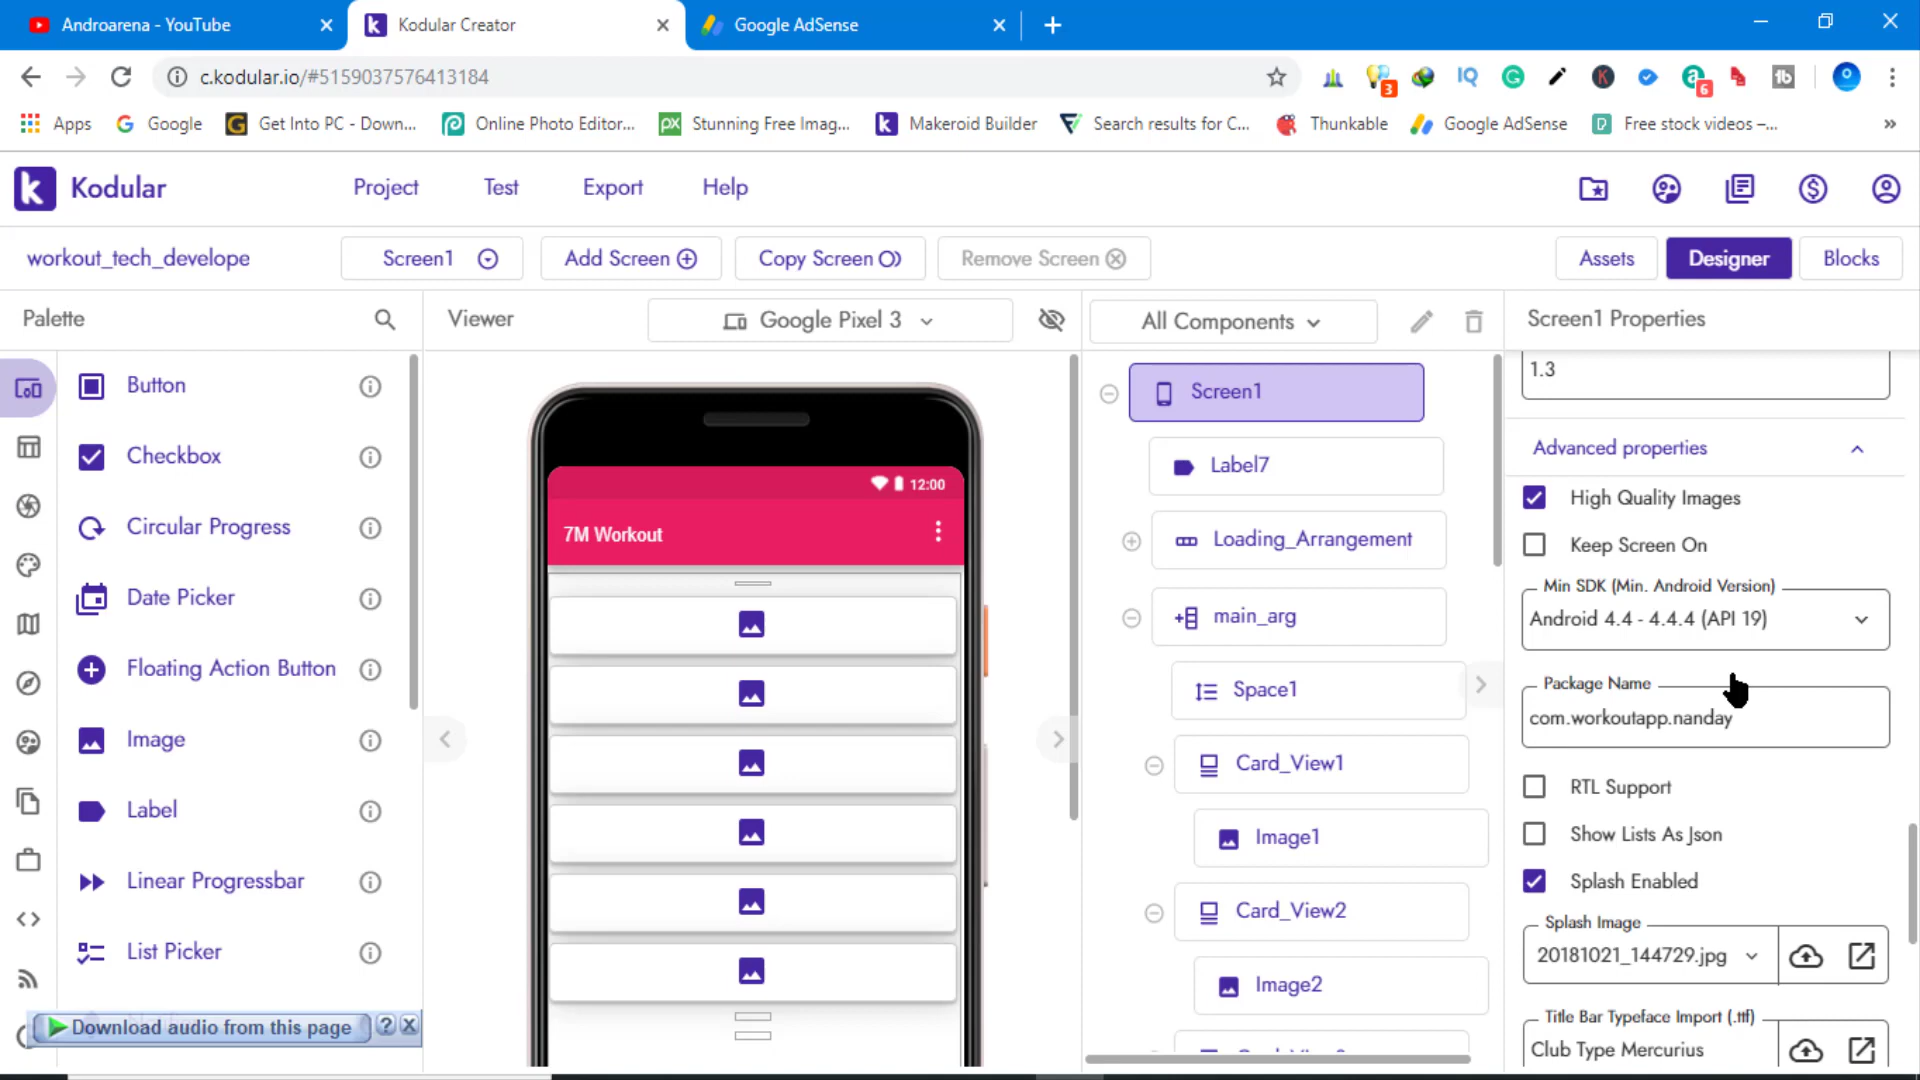 Androarena - YouTube
Kodular Creator
Google AdSense
c.kodular.io/#5159037576413184
Apps
Google
Get Into PC - Down...
Online Photo Editor...
Stunning Free Imag...
Makeroid Builder
Search results for C...
Thunkable
Google AdSense
Free stock videos –...
»
3
6
Kodular
Project
Test
Export
Help
workout_tech_develope
Screen1
Add Screen
Copy Screen
Remove Screen
Assets
Designer
Blocks
Palette
Viewer
Google Pixel 3
All Components
Screen1 Properties
Button
Checkbox
Circular Progress
Date Picker
Floating Action Button
Image
Label
Linear Progressbar
List Picker
Download audio from this page
12:00
7M Workout
Screen1
Label7
Loading_Arrangement
main_arg
Space1
Card_View1
Image1
Card_View2
Image2
1.3
Advanced properties
High Quality Images
Keep Screen On
Min SDK (Min. Android Version)
Android 4.4 - 4.4.4 (API 19)
Package Name
com.workoutapp.nanday
RTL Support
Show Lists As Json
Splash Enabled
Splash Image
20181021_144729.jpg
Title Bar Typeface Import (.ttf)
Club Type Mercurius